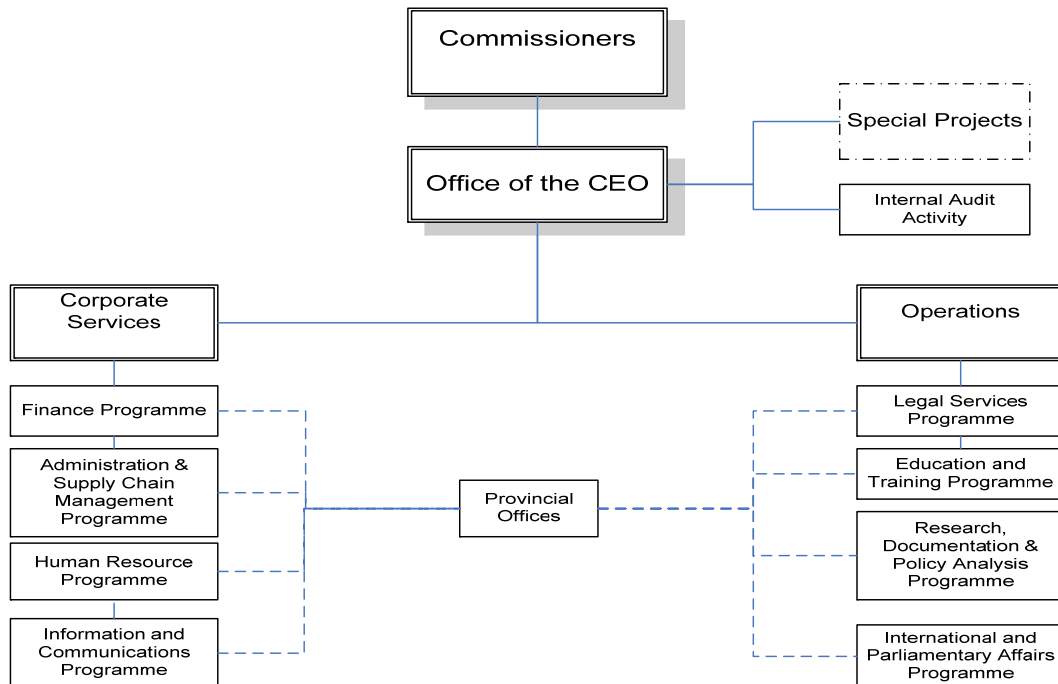 Commissioners
Special Projects
Office of the CEO
Internal Audit
Activity
Corporate
Services
Operations
Finance Programme
Legal Services
Programme
Administration &
Supply Chain
Management
Programme
Education and
Training Programme
Provincial
Offices
Research,
Documentation &
Policy Analysis
Programme
Human Resource
Programme
Information and
Communications
Programme
International and
Parliamentary Affairs
Programme